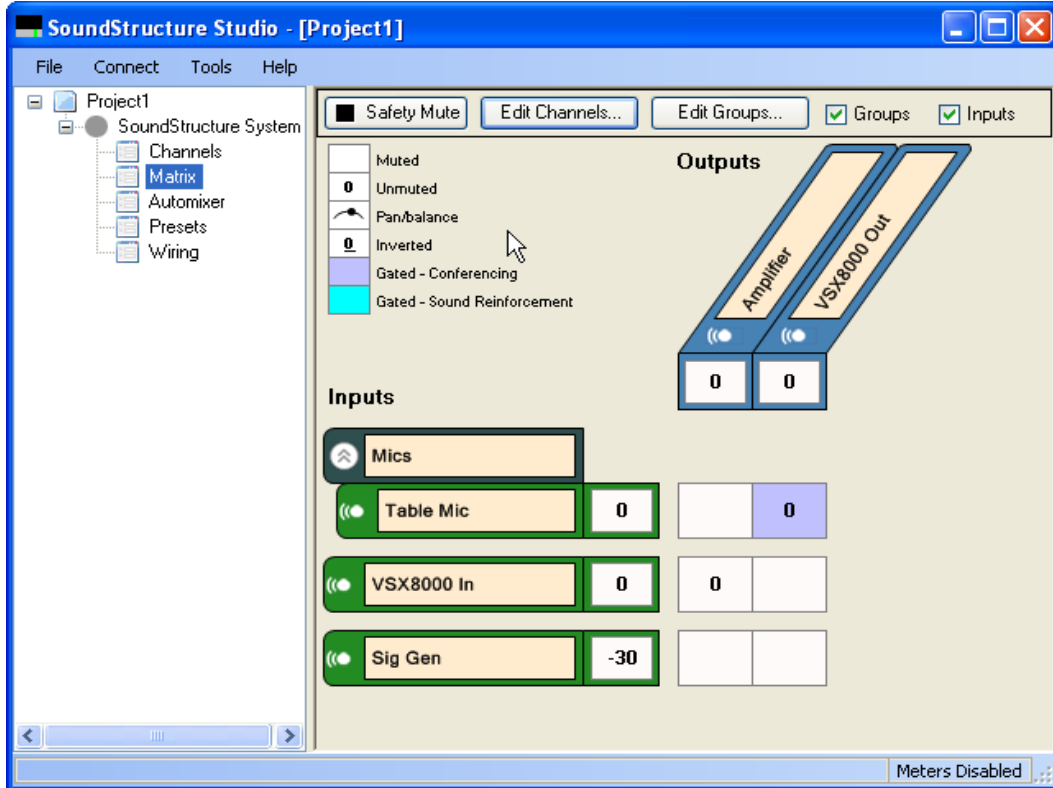 SoundStructure Studio - [Project1]
File Connect Tools Help
Project1
SoundStructure System
Channels
Matrix
Automixer
Presets
Wiring
Safety Mute Edit Channels... Edit Groups... Groups Inputs
Muted
0 Unmuted
Pan/balance
0 Inverted
Gated - Conferencing
Gated - Sound Reinforcement
Outputs
Amplifier
VSX8000 Out
0 0
Inputs
Mics
Table Mic 0 0
VSX8000 In 0 0
Sig Gen -30
Meters Disabled